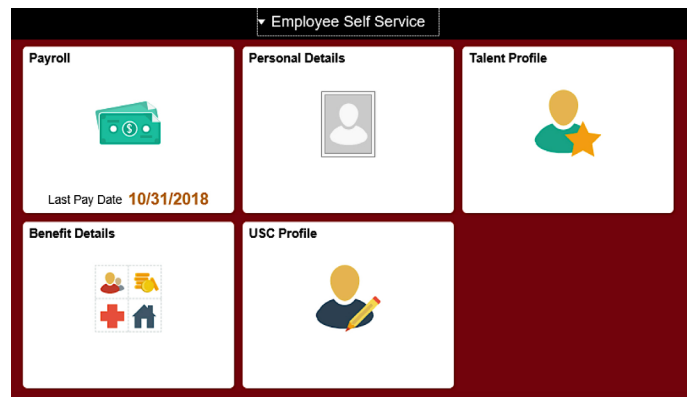 Employee Self Service
Payroll
Personal Details
Talent Profile
$
Last Pay Date 10/31/2018
Benefit Details
USC Profile